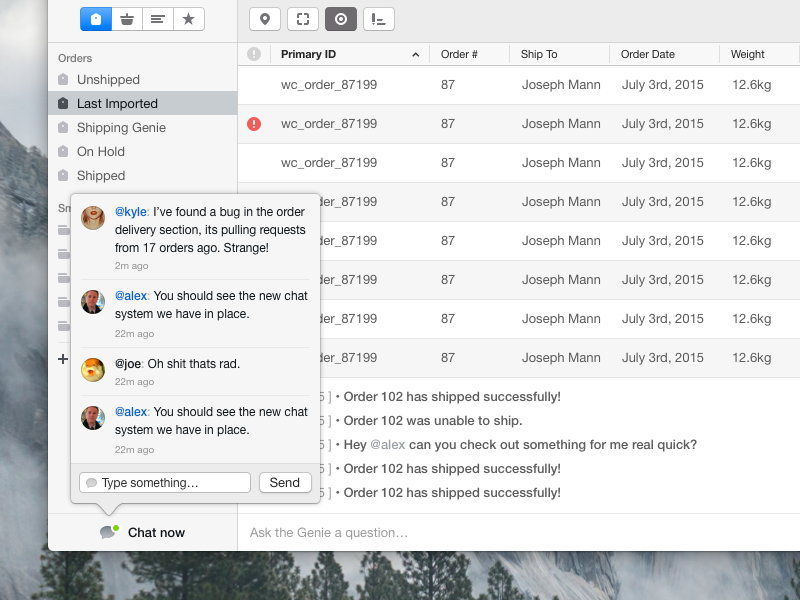 Primary ID Order # Ship To Order Date Weight
Orders
Unshipped
Last Imported
Shipping Genie
On Hold
Shipped
wc_order_87199 87 Joseph Mann July 3rd, 2015 12.6kg
wc_order_87199 87 Joseph Mann July 3rd, 2015 12.6kg
wc_order_87199 87 Joseph Mann July 3rd, 2015 12.6kg
_order_87199 87 Joseph Mann July 3rd, 2015 12.6kg
_order_87199 87 Joseph Mann July 3rd, 2015 12.6kg
_order_87199 87 Joseph Mann July 3rd, 2015 12.6kg
_order_87199 87 Joseph Mann July 3rd, 2015 12.6kg
_order_87199 87 Joseph Mann July 3rd, 2015 12.6kg
@kyle: I've found a bug in the order
delivery section, its pulling requests
from 17 orders ago. Strange!
2m ago
@alex: You should see the new chat
system we have in place.
22m ago
@joe: Oh shit thats rad.
22m ago
@alex: You should see the new chat
system we have in place.
22m ago
Type something…
Send
Chat now
5 ] • Order 102 has shipped successfully!
5 ] • Order 102 was unable to ship.
5 ] • Hey @alex can you check out something for me real quick?
5 ] • Order 102 has shipped successfully!
5 ] • Order 102 has shipped successfully!
Ask the Genie a question…